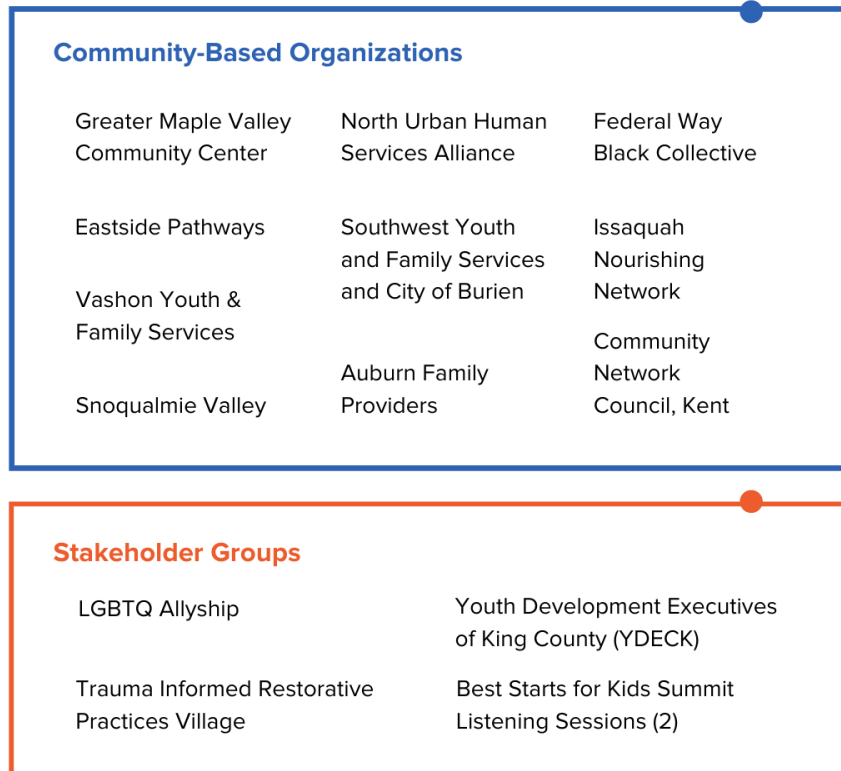 Community-Based Organizations
Greater Maple Valley
Community Center
Eastside Pathways
Vashon Youth &
Family Services
Snoqualmie Valley
North Urban Human
Services Alliance
Southwest Youth
and Family Services
and City of Burien
Auburn Family
Providers
Federal Way
Black Collective
Issaquah
Nourishing
Network
Community
Network
Council, Kent
Stakeholder Groups
LGBTQ Allyship
Trauma Informed Restorative
Practices Village
Youth Development Executives
of King County (YDECK)
Best Starts for Kids Summit
Listening Sessions (2)